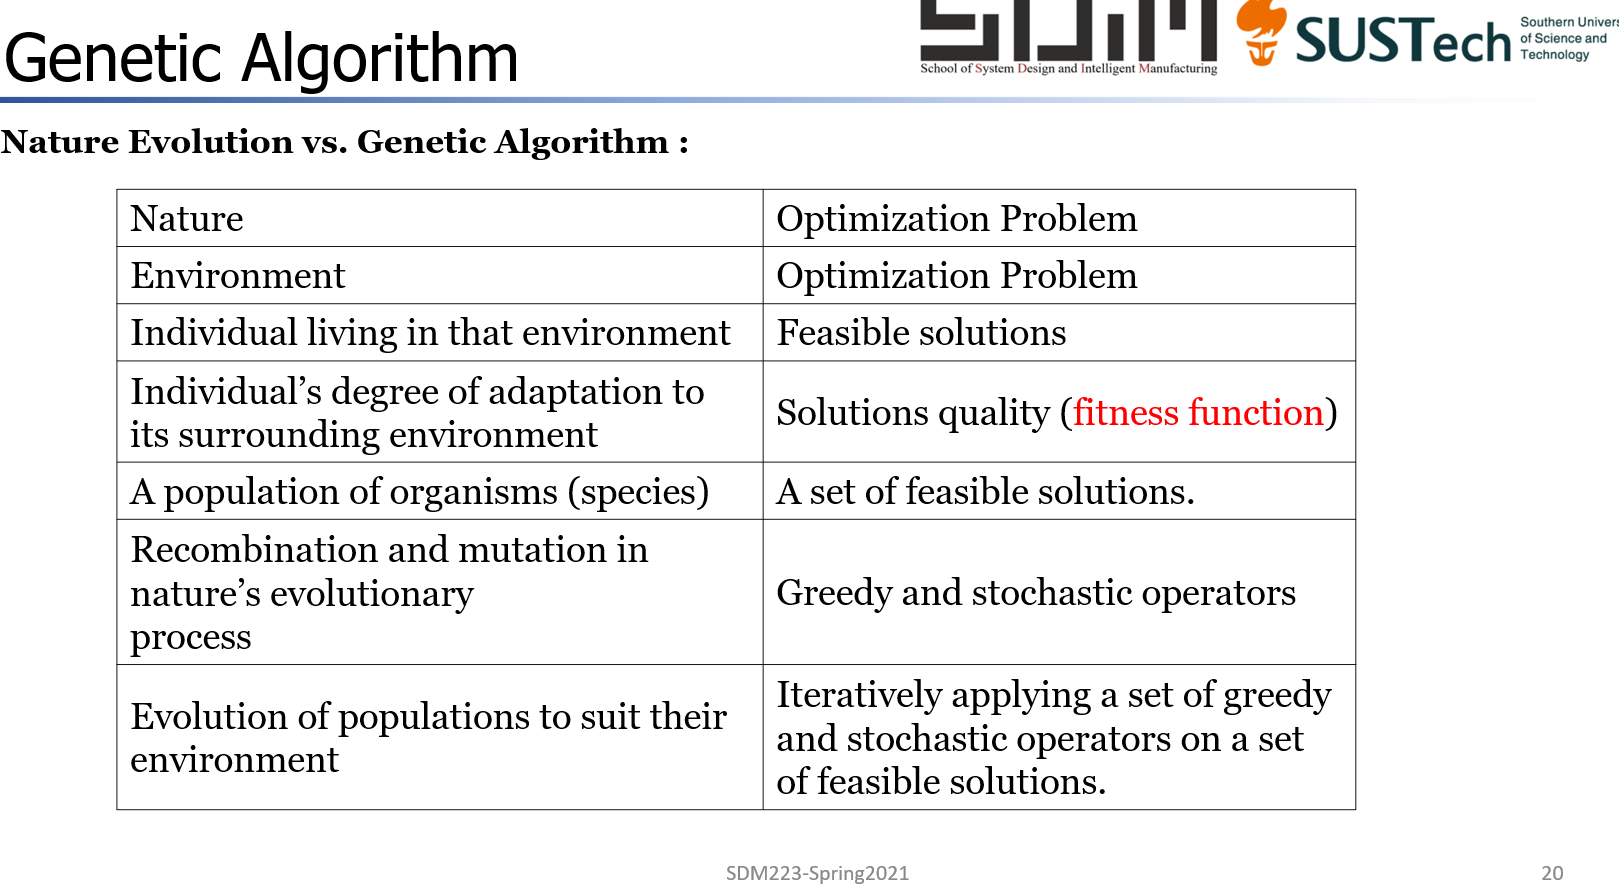 Genetic Algorithm
SDIM
School of System Design and Intelligent Manufacturing
SUSTech
Southern Univers
of Science and
Technology
Nature Evolution vs. Genetic Algorithm :
Nature
Optimization Problem
Environment
Optimization Problem
Individual living in that environment
Feasible solutions
Individual’s degree of adaptation to
its surrounding environment
Solutions quality (fitness function)
A population of organisms (species)
A set of feasible solutions.
Recombination and mutation in
nature’s evolutionary
process
Greedy and stochastic operators
Evolution of populations to suit their
environment
Iteratively applying a set of greedy
and stochastic operators on a set
of feasible solutions.
SDM223-Spring2021
20